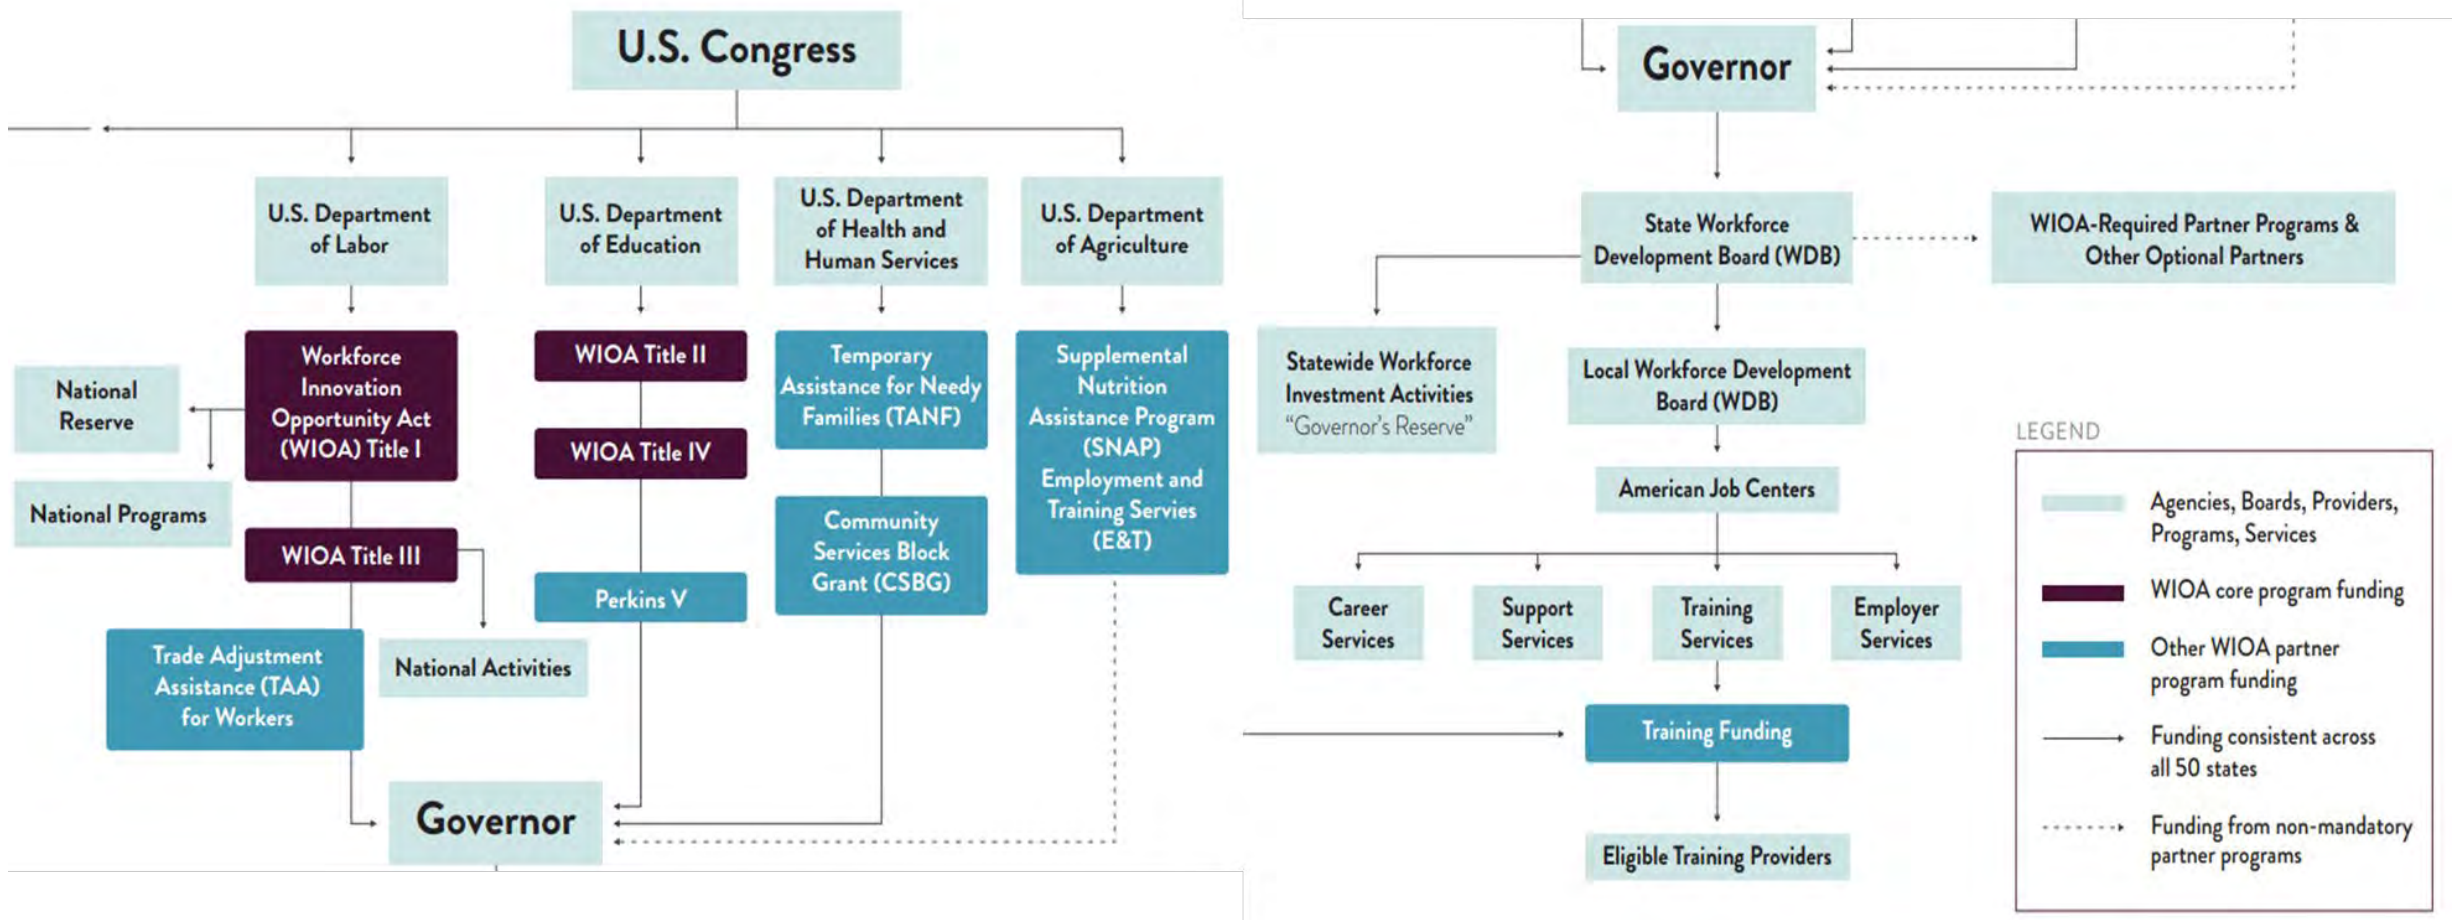 U.S. Congress
U.S. Department
of Labor
U.S. Department
of Education
U.S. Department
of Health and
Human Services
U.S. Department
of Agriculture
National
Reserve
National Programs
Workforce
Innovation
Opportunity Act
(WIOA) Title I
WIOA Title III
Trade Adjustment
Assistance (TAA)
for Workers
National Activities
WIOA Title II
WIOA Title IV
Perkins V
Temporary
Assistance for Needy
Families (TANF)
Community
Services Block
Grant (CSBG)
Supplemental
Nutrition
Assistance Program
(SNAP)
Employment and
Training Servies
(E&T)
Governor
Governor
State Workforce
Development Board (WDB)
WIOA-Required Partner Programs &
Other Optional Partners
Statewide Workforce
Investment Activities
“Governor’s Reserve”
Local Workforce Development
Board (WDB)
American Job Centers
Career
Services
Support
Services
Training
Services
Employer
Services
Training Funding
Eligible Training Providers
LEGEND
Agencies, Boards, Providers,
Programs, Services
WIOA core program funding
Other WIOA partner
program funding
Funding consistent across
all 50 states
Funding from non-mandatory
partner programs